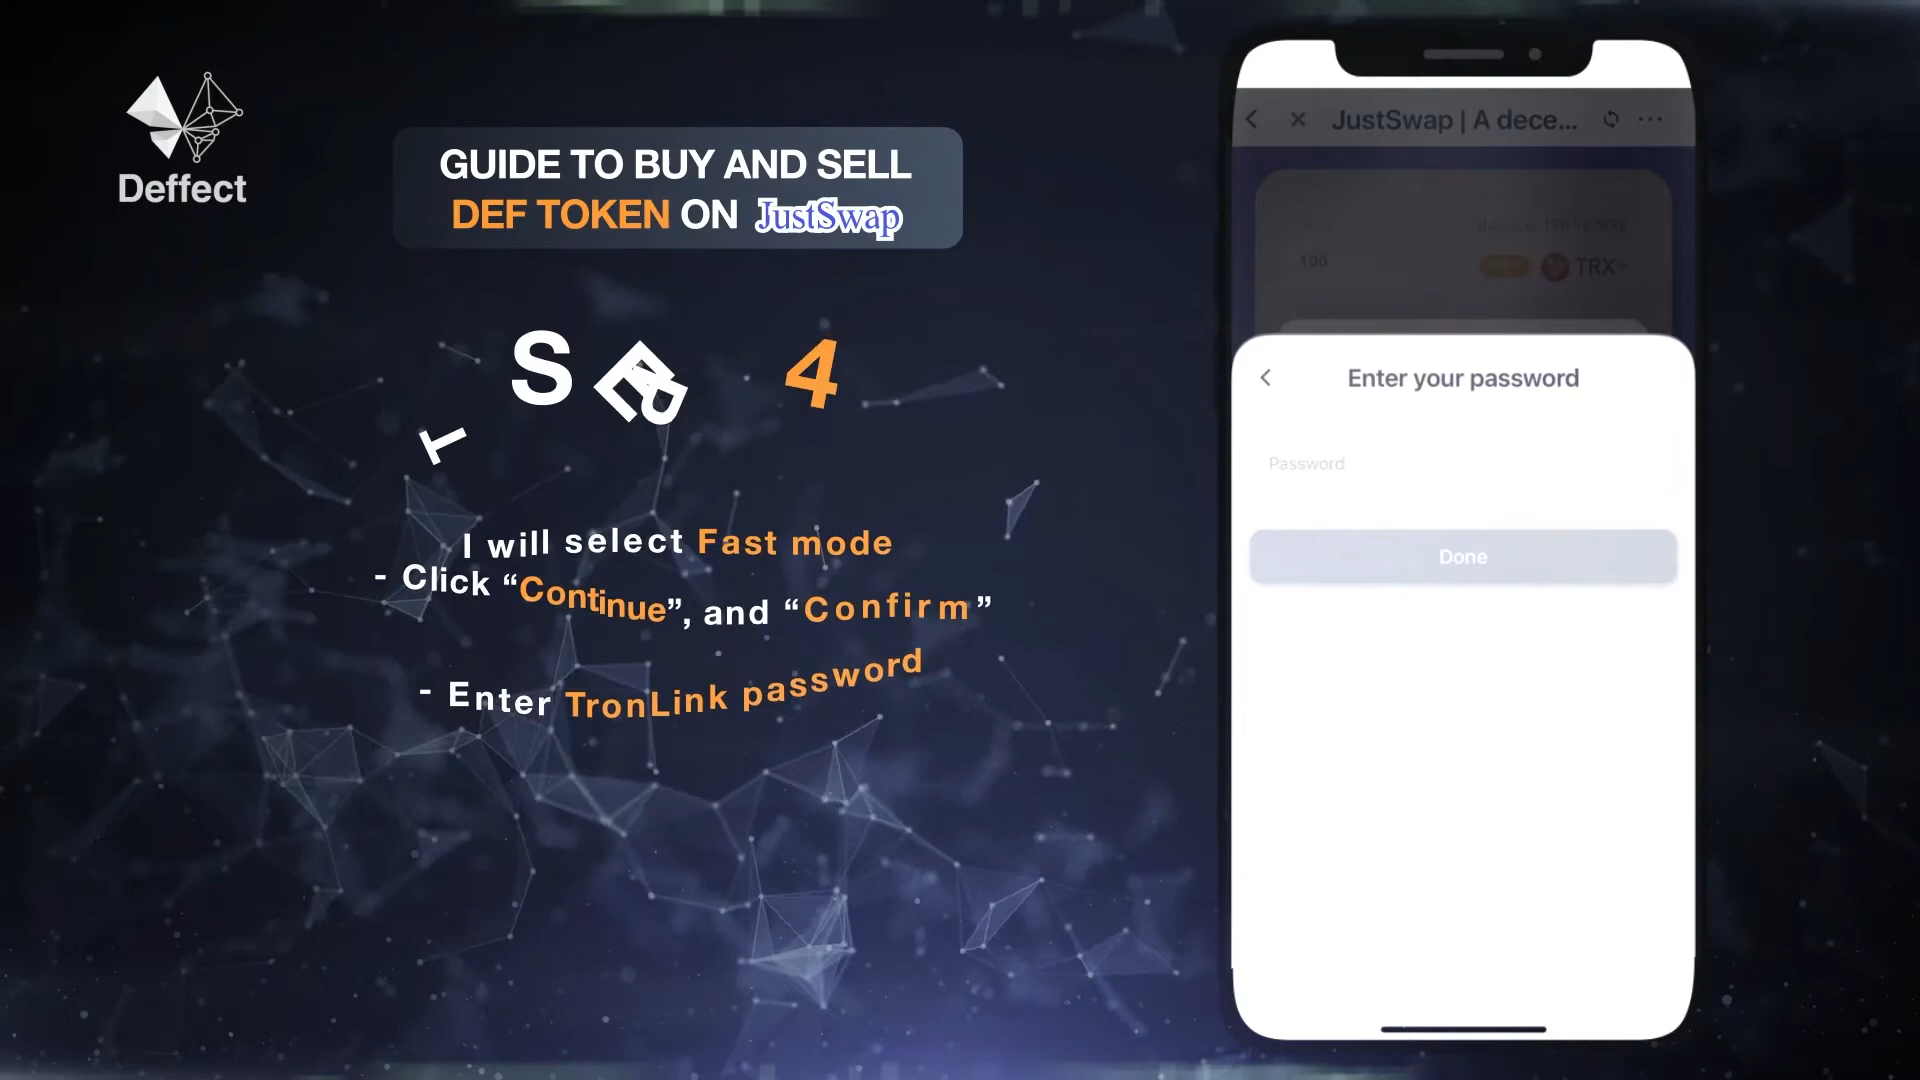 Deffect
GUIDE TO BUY AND SELL
DEF TOKEN ON JustSwap
S T E P 4
I will select Fast mode
- Click “Continue”, and “Confirm”
- Enter TronLink password
JustSwap | A dece...
100
TRX
Enter your password
Password
Done